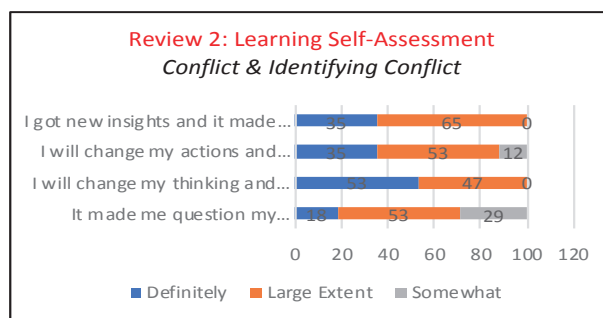 Review 2: Learning Self-Assessment
Conflict & Identifying Conflict
I got new insights and it made... 35 65 0
I will change my actions and... 35 53 12
I will change my thinking and... 53 47 0
It made me question my... 18 53 29
0 20 40 60 80 100 120
Definitely Large Extent Somewhat